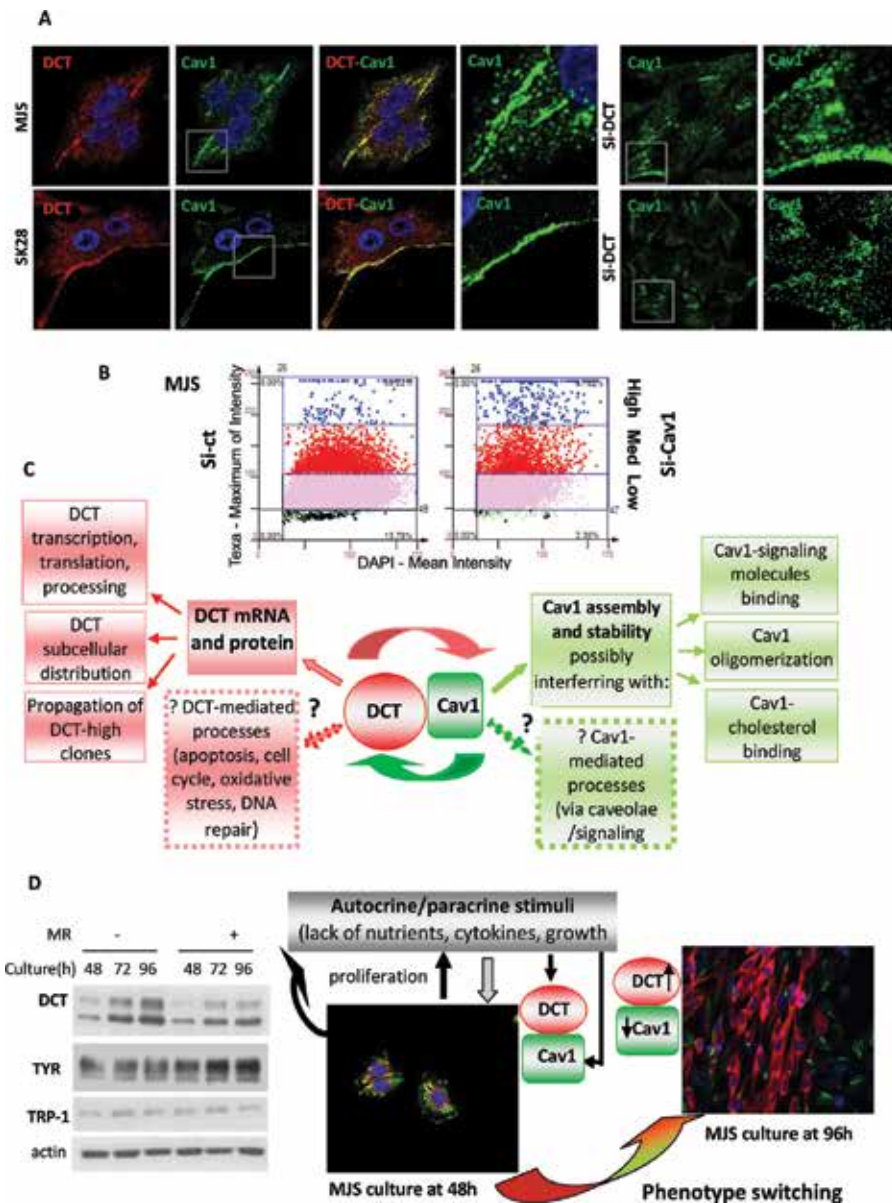 A
MJS
DCT
Cav1
DCT-Cav1
Cav1
Si-DCT
Cav1
Cav1
SK28
DCT
Cav1
DCT-Cav1
Cav1
Si-DCT
Cav1
Cav1
B
MJS
Si-ct
Texa - Maximum of Intensity
DAPI - Mean Intensity
High Med Low
Si-Cav1
C
DCT
transcription,
translation,
processing
DCT
subcellular
distribution
Propagation of
DCT-high
clones
DCT mRNA
and protein
? DCT-mediated
processes
(apoptosis, cell
cycle, oxidative
stress, DNA
repair)
?
DCT
Cav1
?
Cav1 assembly
and stability
possibly
interfering with:
? Cav1-
mediated
processes
(via caveolae
/signaling
Cav1-signaling
molecules
binding
Cav1
oligomerization
Cav1-
cholesterol
binding
D
MR - +
Culture(h) 48 72 96 48 72 96
DCT
TYR
TRP-1
actin
Autocrine/paracrine stimuli
(lack of nutrients, cytokines, growth
proliferation
DCT
Cav1
DCT↑
↓Cav1
MJS culture at 48h
MJS culture at 96h
Phenotype switching